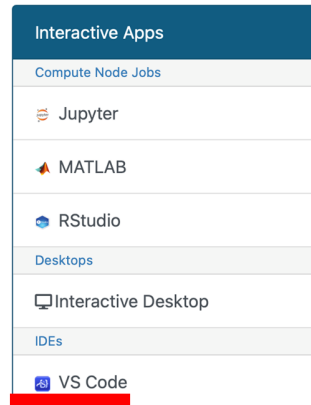 Interactive Apps
Compute Node Jobs
Jupyter
MATLAB
RStudio
Desktops
Interactive Desktop
IDEs
VS Code